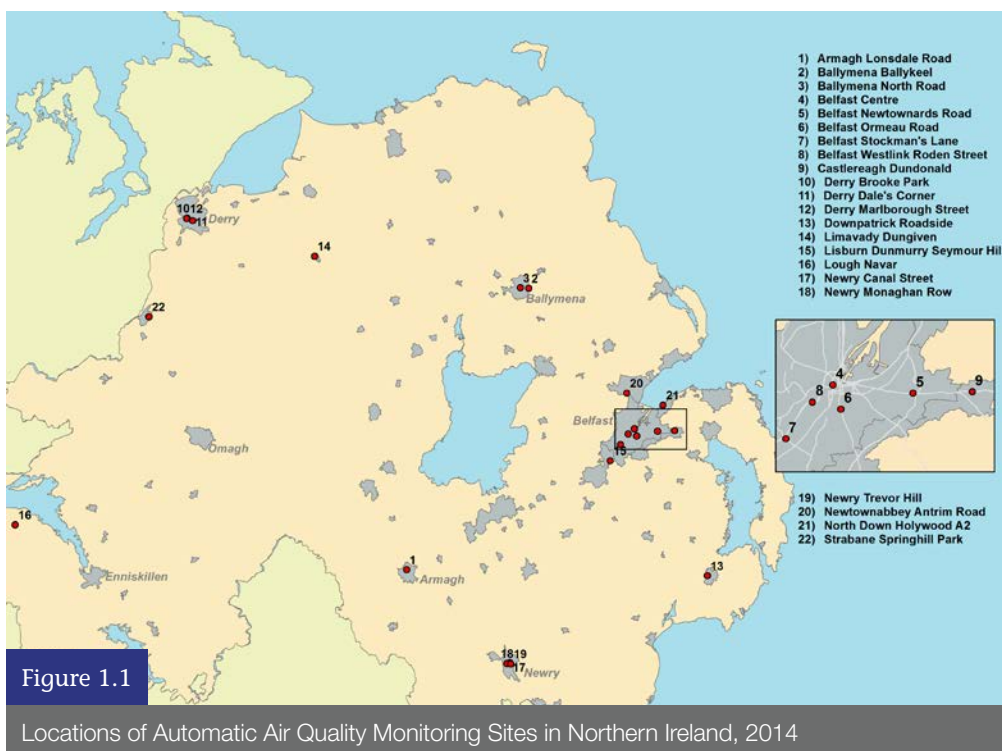 1) Armagh Lonsdale Road
2) Ballymena Ballykeel
3) Ballymena North Road
4) Belfast Centre
5) Belfast Newtownards Road
6) Belfast Ormeau Road
7) Belfast Stockman's Lane
8) Belfast Westlink Roden Street
9) Castlereagh Dundonald
10) Derry Brooke Park
11) Derry Dale's Corner
12) Derry Marlborough Street
13) Downpatrick Roadside
14) Limavady Dungiven
15) Lisburn Dunmurry Seymour Hil
16) Lough Navar
17) Newry Canal Street
18) Newry Monaghan Row
1012
11 Derry
14
3 2
Ballymena
22
20
21
Belfast
15
4
5
9
8
6
7
Omagh
19) Newry Trevor Hill
20) Newtownabbey Antrim Road
21) North Down Holywood A2
22) Strabane Springhill Park
16
Enniskillen
1
Armagh
13
1819
17 Newry
Figure 1.1
Locations of Automatic Air Quality Monitoring Sites in Northern Ireland, 2014